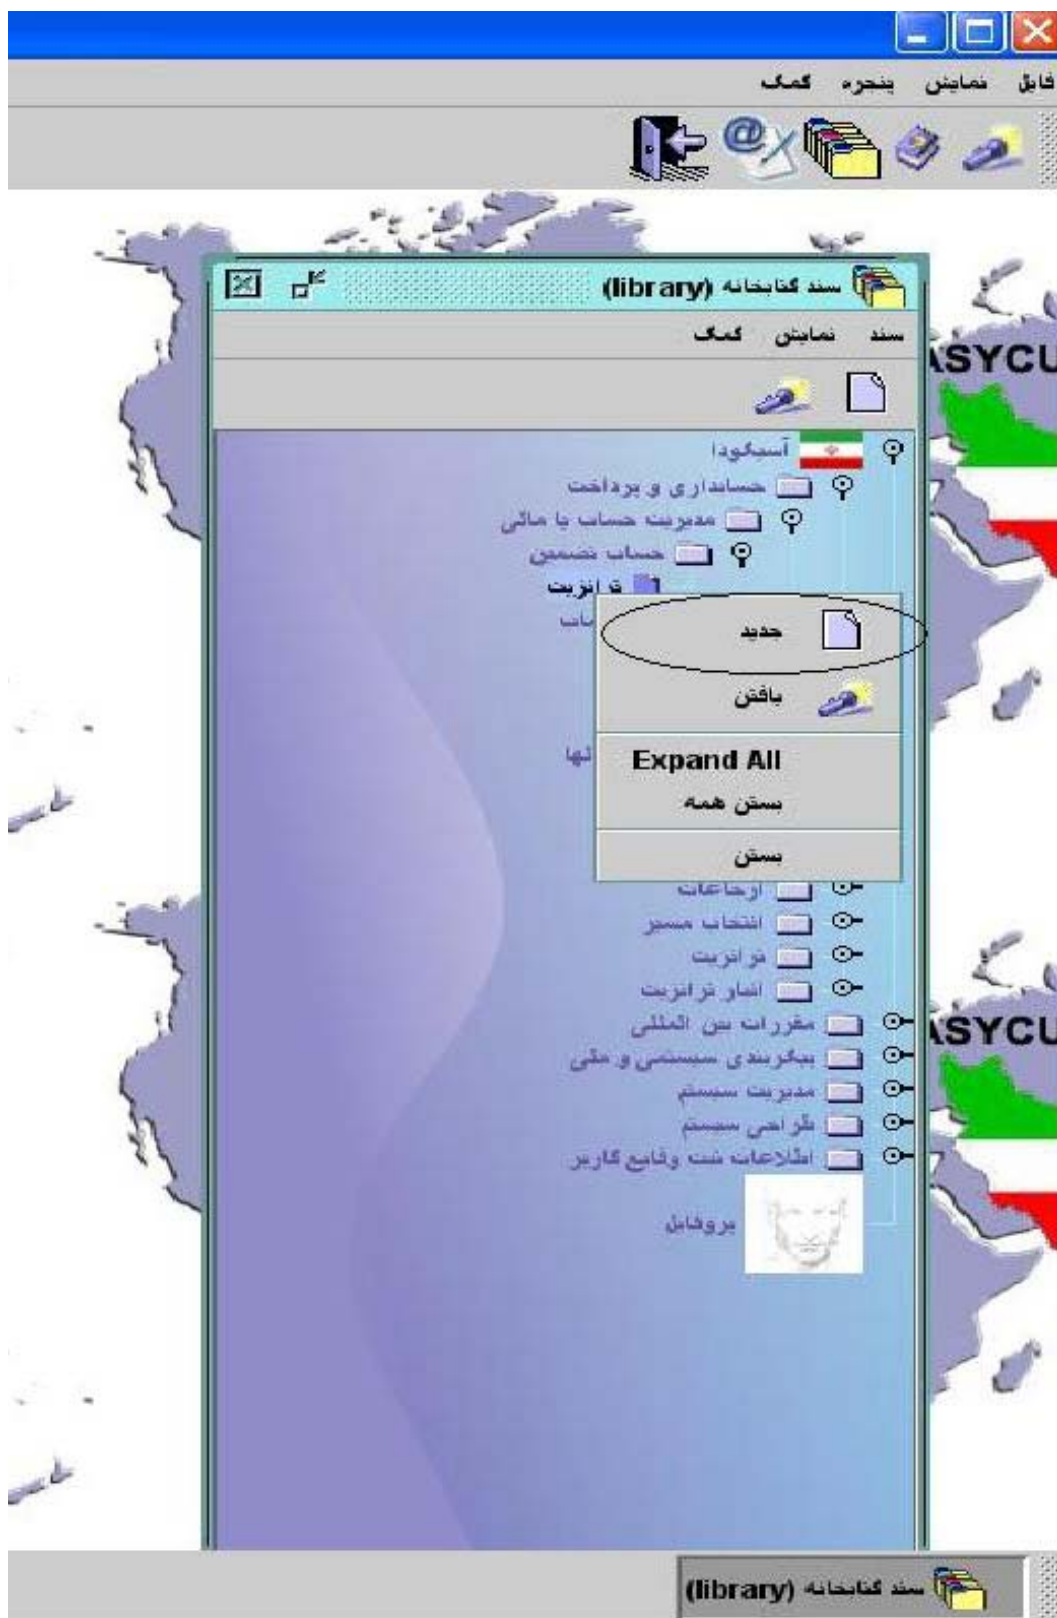 فایل نمایش پنجره کمک
سند کتابخانه (library)
سند نمایش کمک
ASYCU
آسیکودا
حسابداری و پرداخت
مدیریت حساب یا مالی
حساب تضمین
ترانزیت
جدید
یافتن
Expand All
بستن همه
بستن
ارجاعات
انتخاب مسیر
ترانزیت
انبار ترانزیت
مقررات بین المللی
ASYCU
پیکربندی سیستمی و ملی
مدیریت سیستم
طراحی سیستم
اطلاعات ثبت وقایع کاربر
پروفایل
سند کتابخانه (library)